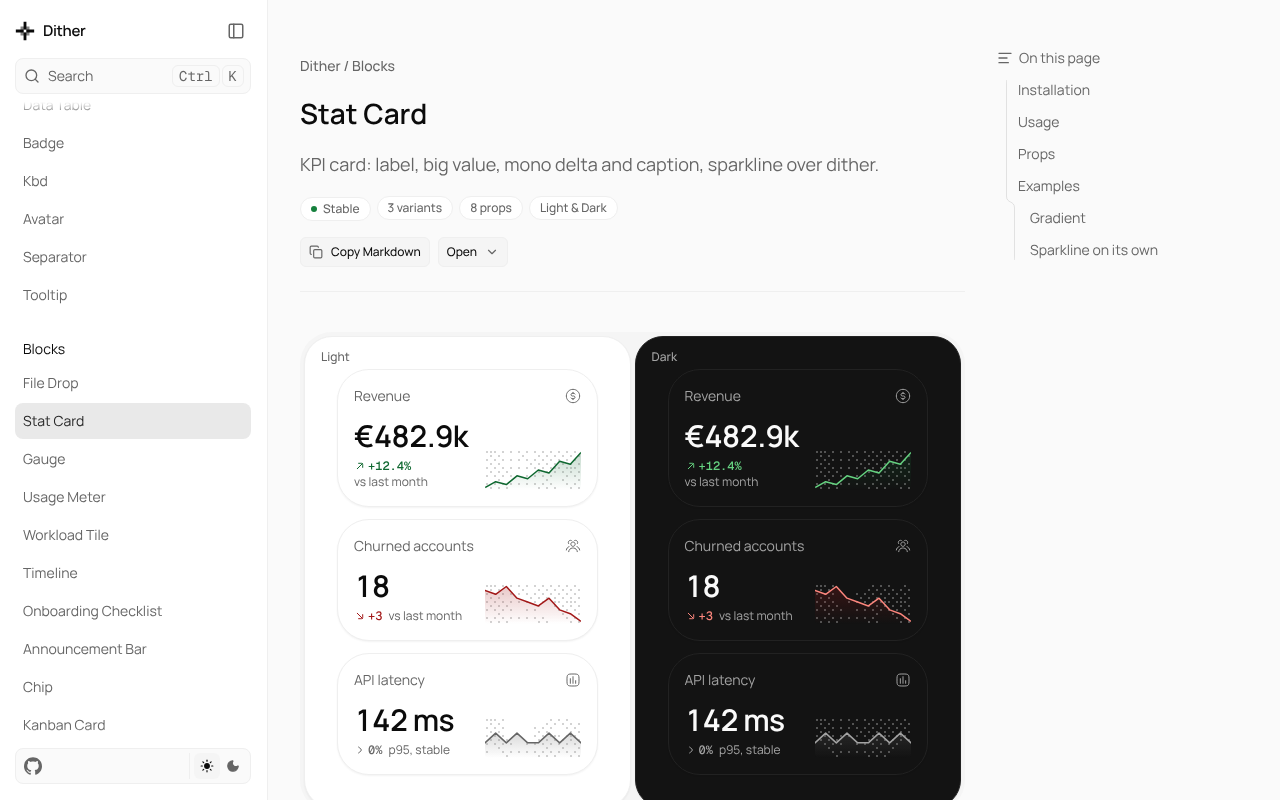 Dither
Search Ctrl K
Data Table
Badge
Kbd
Avatar
Separator
Tooltip
Blocks
File Drop
Stat Card
Gauge
Usage Meter
Workload Tile
Timeline
Onboarding Checklist
Announcement Bar
Chip
Kanban Card
Dither / Blocks
Stat Card
KPI card: label, big value, mono delta and caption, sparkline over dither.
Stable 3 variants 8 props Light & Dark
Copy Markdown Open
Light
Revenue
€482.9k
+12.4%
vs last month
Churned accounts
18
+3 vs last month
API latency
142 ms
0% p95, stable
Dark
Revenue
€482.9k
+12.4%
vs last month
Churned accounts
18
+3 vs last month
API latency
142 ms
0% p95, stable
On this page
Installation
Usage
Props
Examples
Gradient
Sparkline on its own